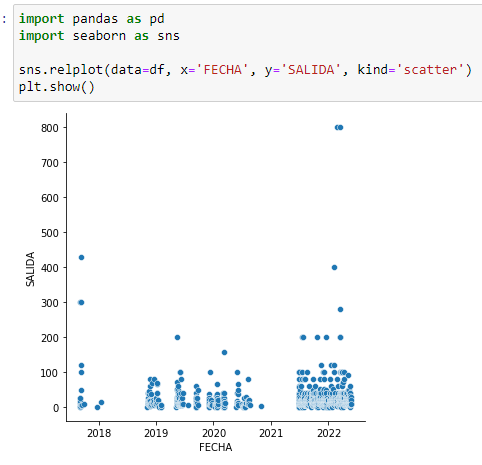 :
import pandas as pd
import seaborn as sns
sns.relplot(data=df, x='FECHA', y='SALIDA', kind='scatter')
plt.show()
800
700
600
500
400
300
200
100
0
SALIDA
2018 2019 2020 2021 2022
FECHA